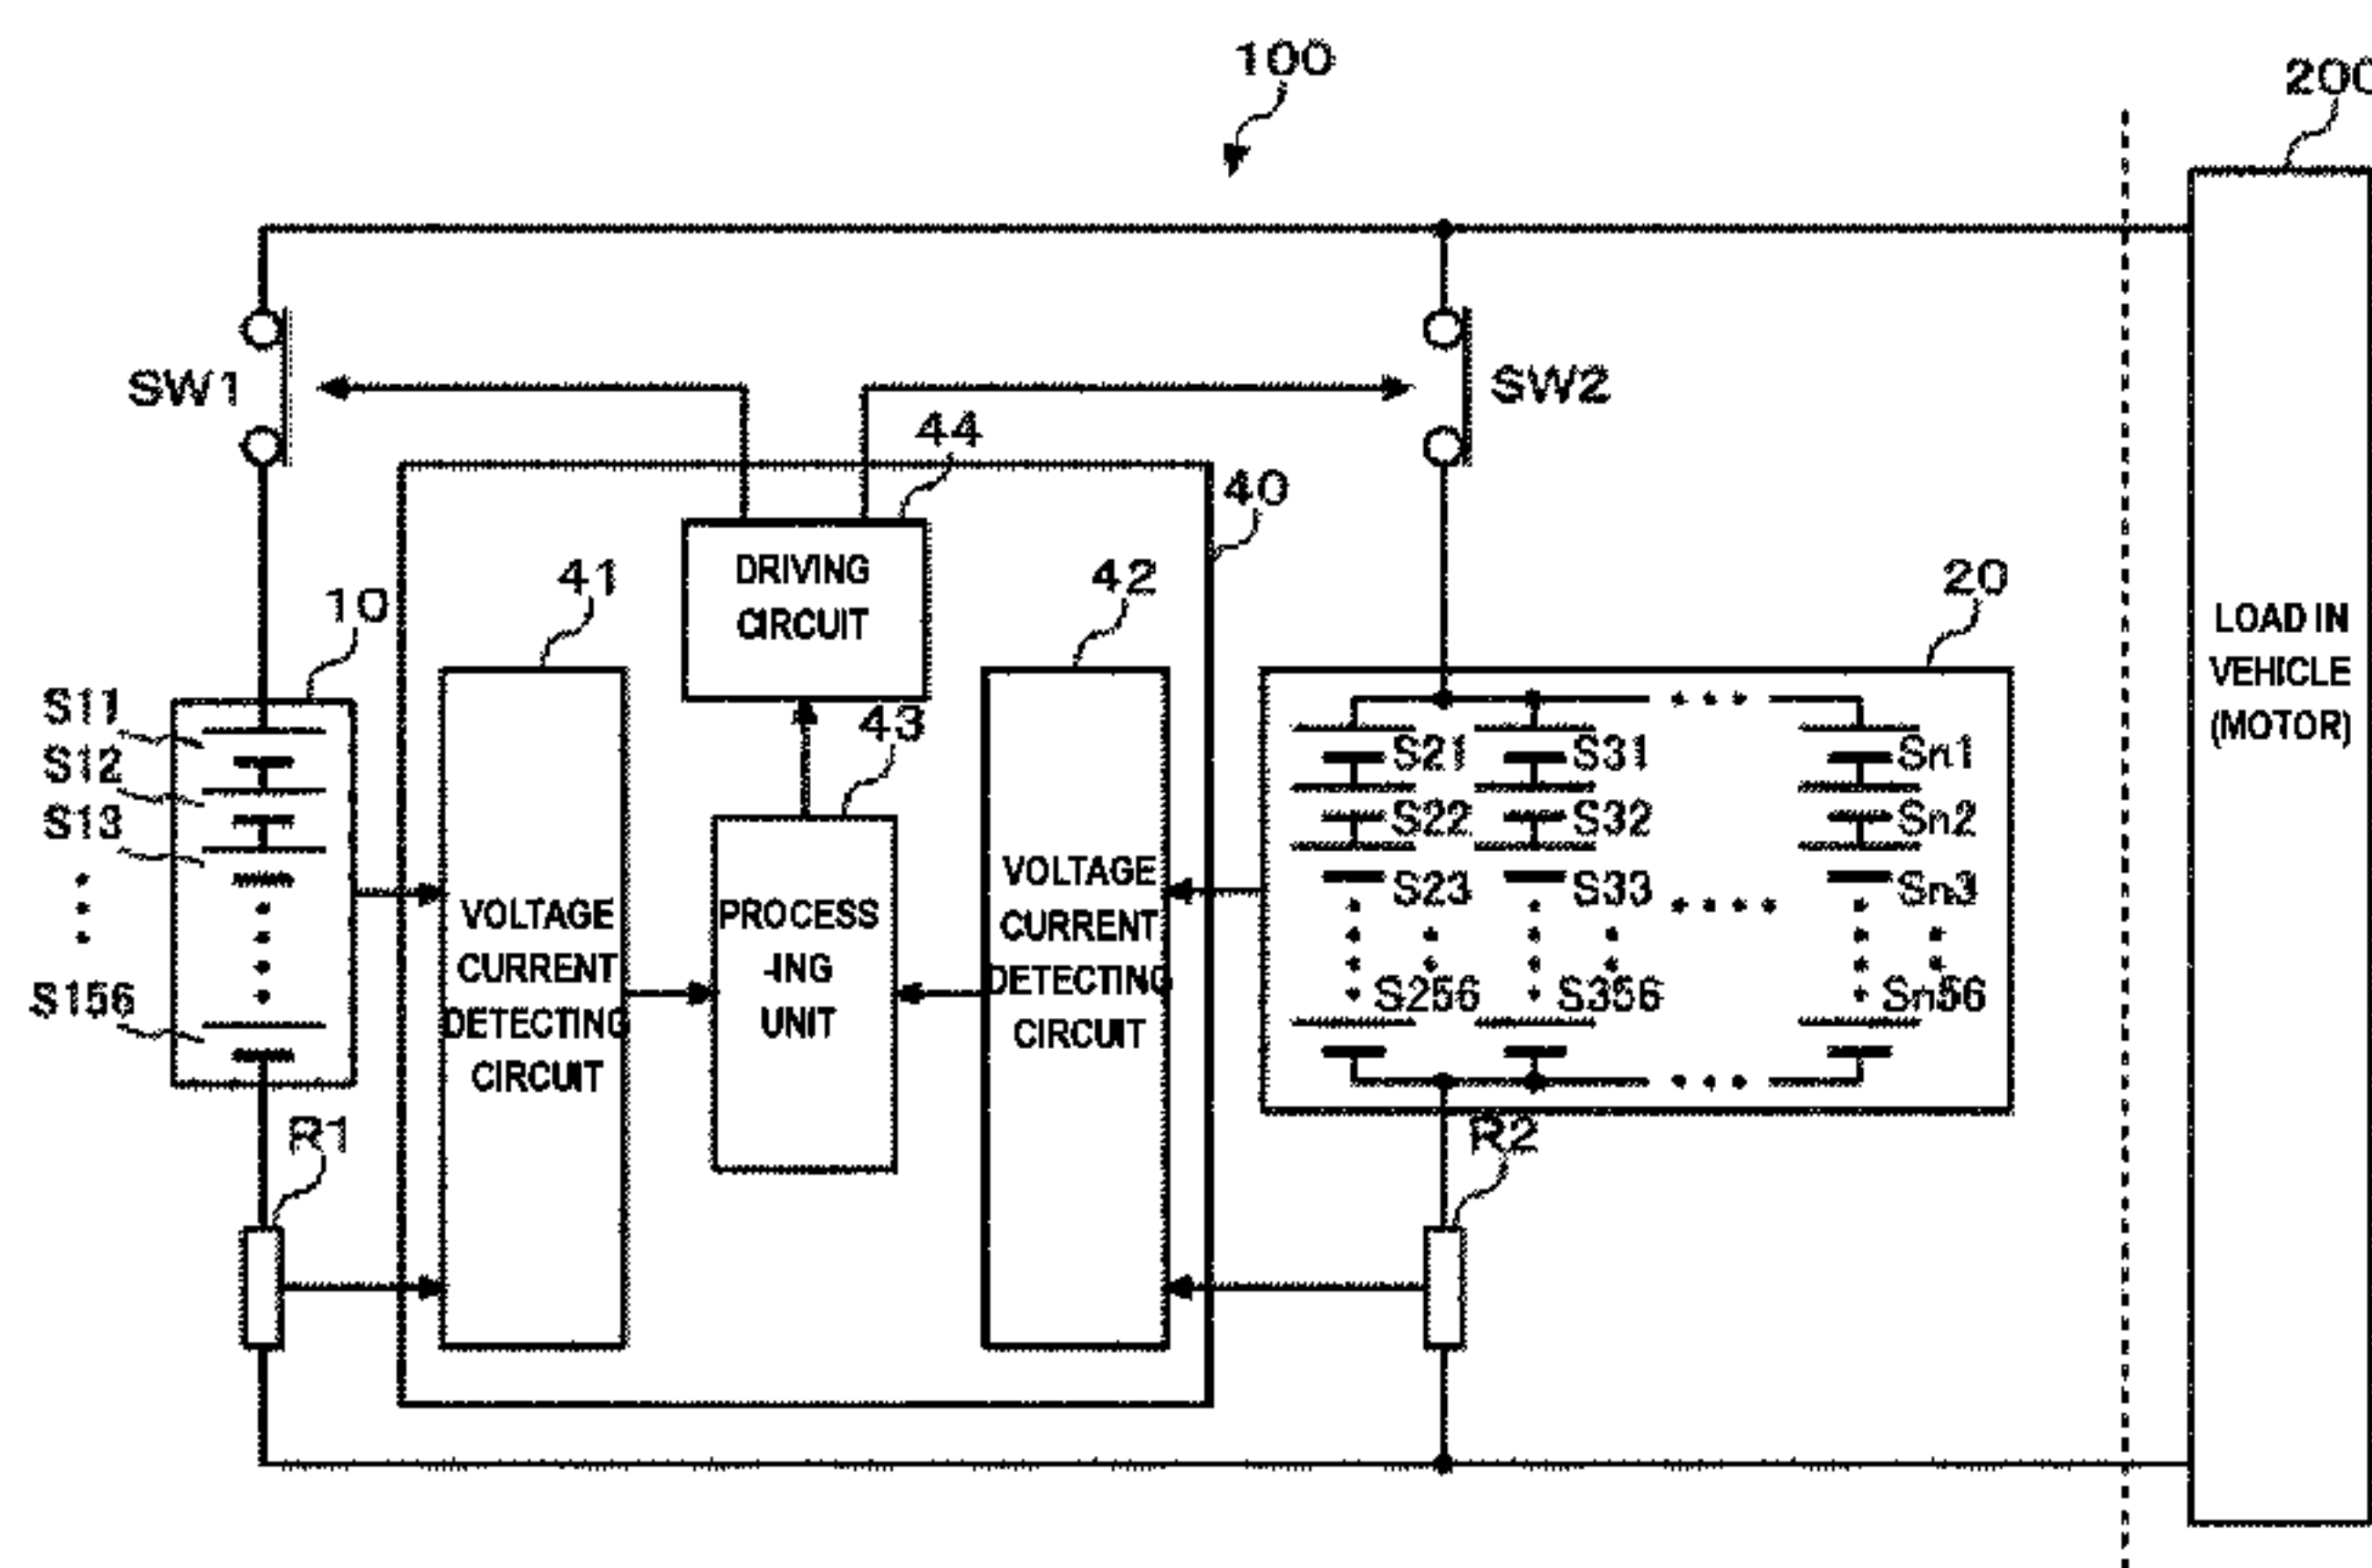 100
200
SW1
SW2
44
40
10
41
DRIVING
CIRCUIT
42
20
S11
S12
S13
S156
43
VOLTAGE
CURRENT
DETECTING
CIRCUIT
PROCESS
-ING
UNIT
VOLTAGE
CURRENT
DETECTING
CIRCUIT
S21 S31 Sn1
S22 S32 Sn2
S23 S33 Sn3
S256 S356 Sn56
LOAD IN
VEHICLE
(MOTOR)
R1
R2